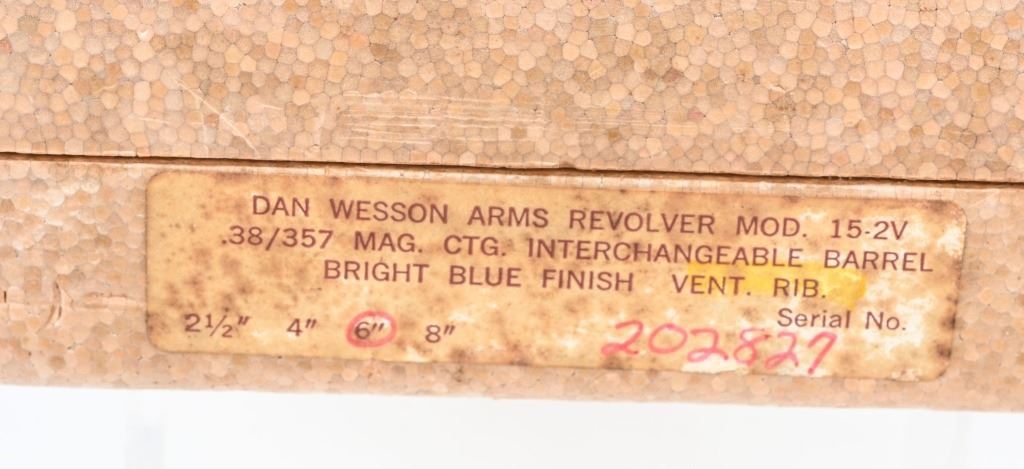 DAN WESSON ARMS REVOLVER MOD. 15-2V
.38/357 MAG. CTG. INTERCHANGEABLE BARREL
BRIGHT BLUE FINISH VENT. RIB.
Serial No.
2½" 4" 6" 8" 202827